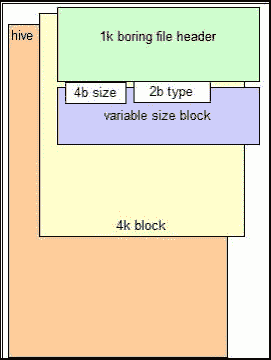 1k boring file header
hive
4b size
2b type
variable size block
4k block